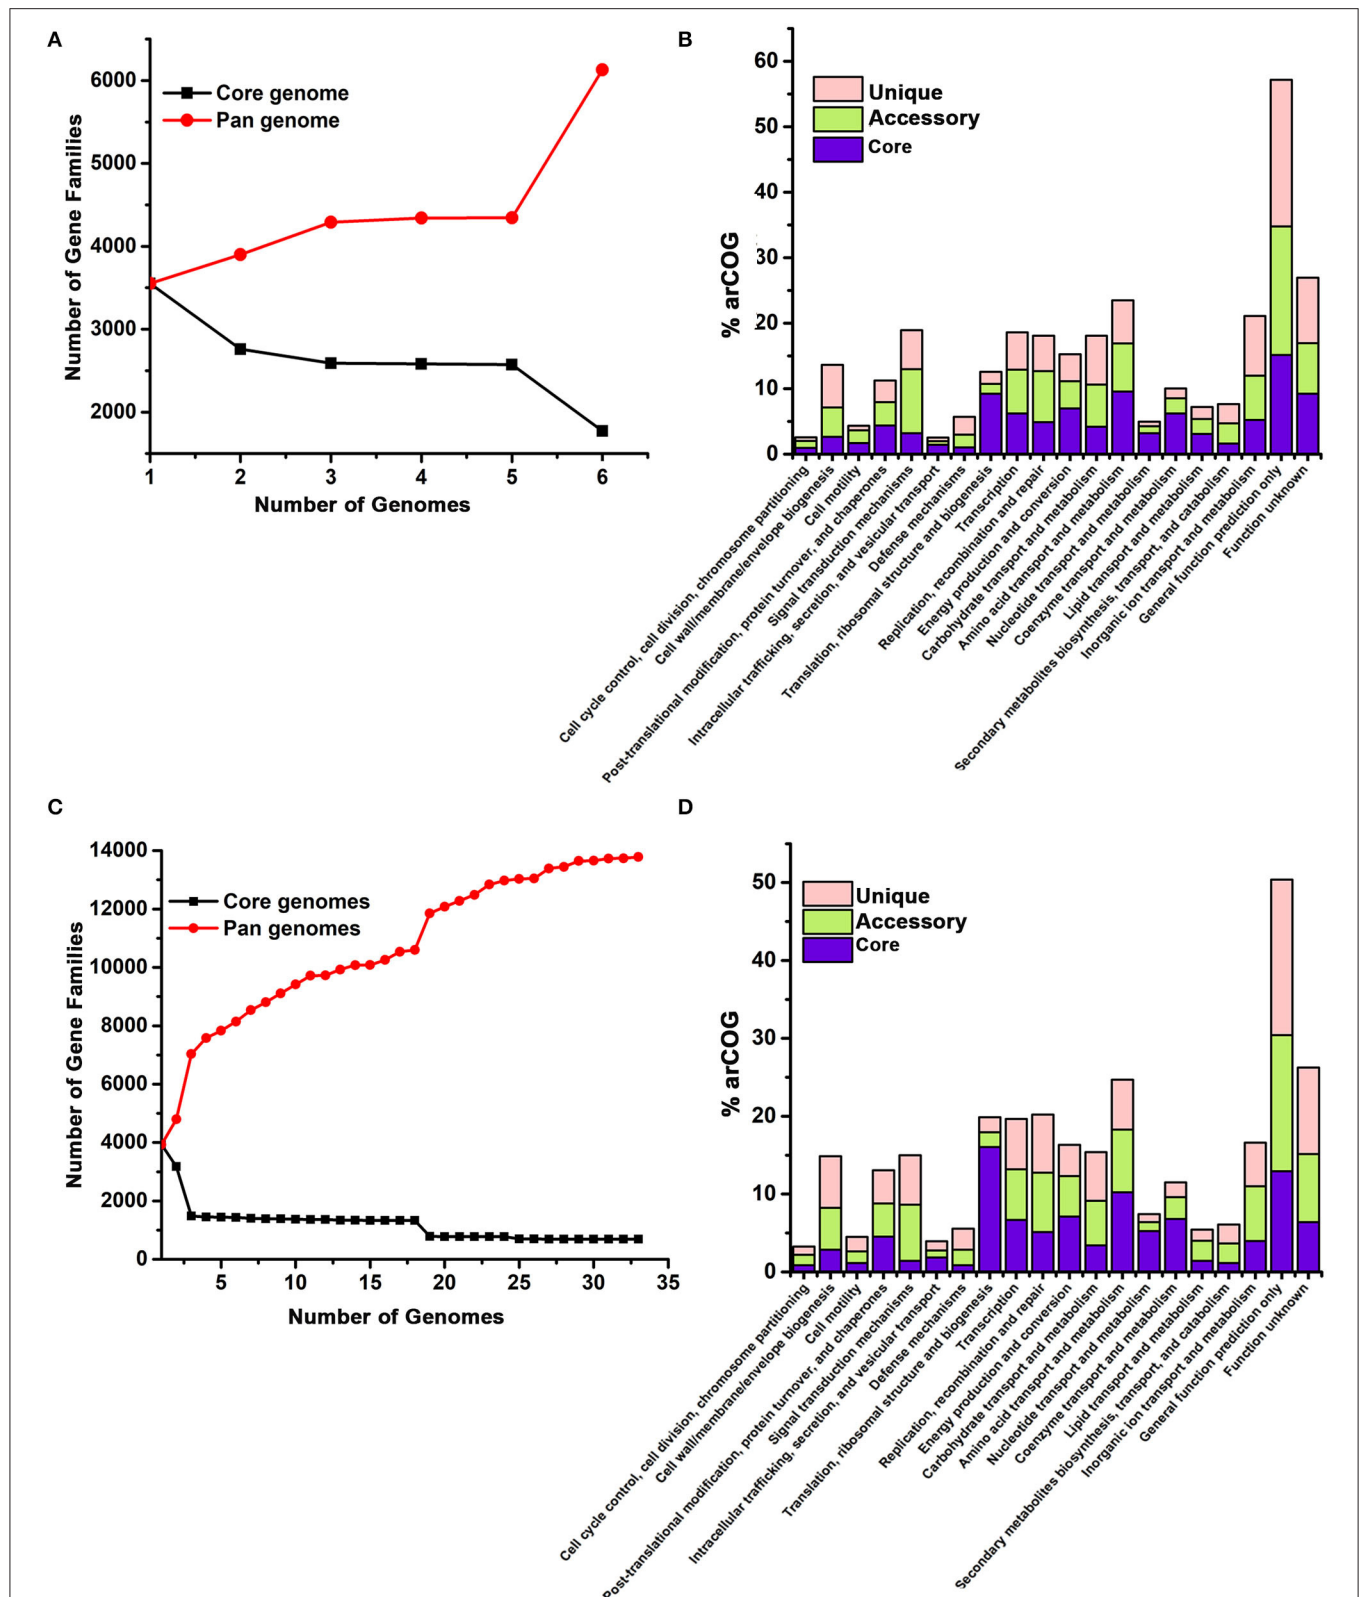 A
Number of Gene Families
6000
5000
4000
3000
2000
Core genome
Pan genome
1
2
3
4
5
6
Number of Genomes
B
% arCOG
60
50
40
30
20
10
0
Unique
Accessory
Core
Cell cycle control, cell division, chromosome partitioning
Cell wall/membrane/envelope biogenesis
Cell motility
Post-translational modification, protein turnover, and chaperones
Signal transduction mechanisms
Intracellular trafficking, secretion, and vesicular transport
Defense mechanisms
Translation, ribosomal structure and biogenesis
Transcription
Replication, recombination and repair
Energy production and conversion
Carbohydrate transport and metabolism
Amino acid transport and metabolism
Nucleotide transport and metabolism
Coenzyme transport and metabolism
Lipid transport and metabolism
Secondary metabolites biosynthesis, transport, and catabolism
Inorganic ion transport and metabolism
General function prediction only
Function unknown
C
Number of Gene Families
14000
12000
10000
8000
6000
4000
2000
0
Core genomes
Pan genomes
5
10
15
20
25
30
35
Number of Genomes
D
% arCOG
50
40
30
20
10
0
Unique
Accessory
Core
Cell cycle control, cell division, chromosome partitioning
Cell wall/membrane/envelope biogenesis
Cell motility
Post-translational modification, protein turnover, and chaperones
Signal transduction mechanisms
Intracellular trafficking, secretion, and vesicular transport
Defense mechanisms
Translation, ribosomal structure and biogenesis
Transcription
Replication, recombination and repair
Energy production and conversion
Carbohydrate transport and metabolism
Amino acid transport and metabolism
Nucleotide transport and metabolism
Coenzyme transport and metabolism
Lipid transport and metabolism
Secondary metabolites biosynthesis, transport, and catabolism
Inorganic ion transport and metabolism
General function prediction only
Function unknown